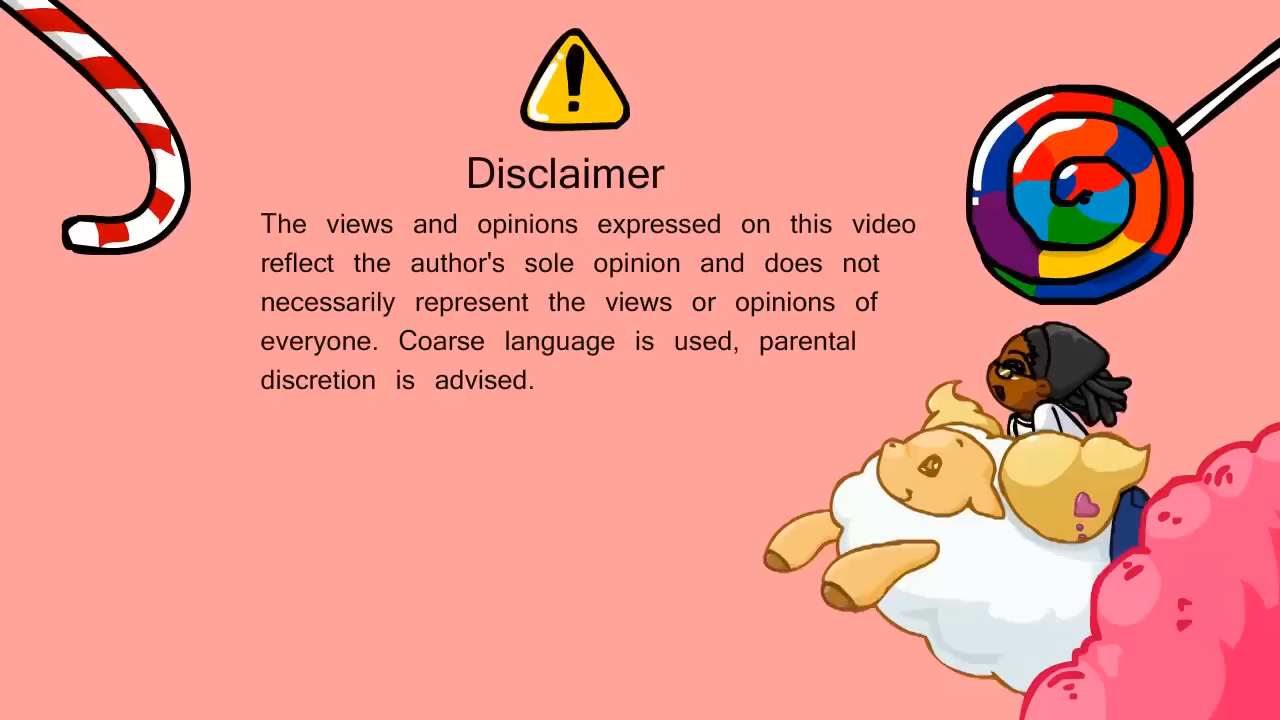 Disclaimer
The views and opinions expressed on this video
reflect the author's sole opinion and does not
necessarily represent the views or opinions of
everyone. Coarse language is used, parental
discretion is advised.